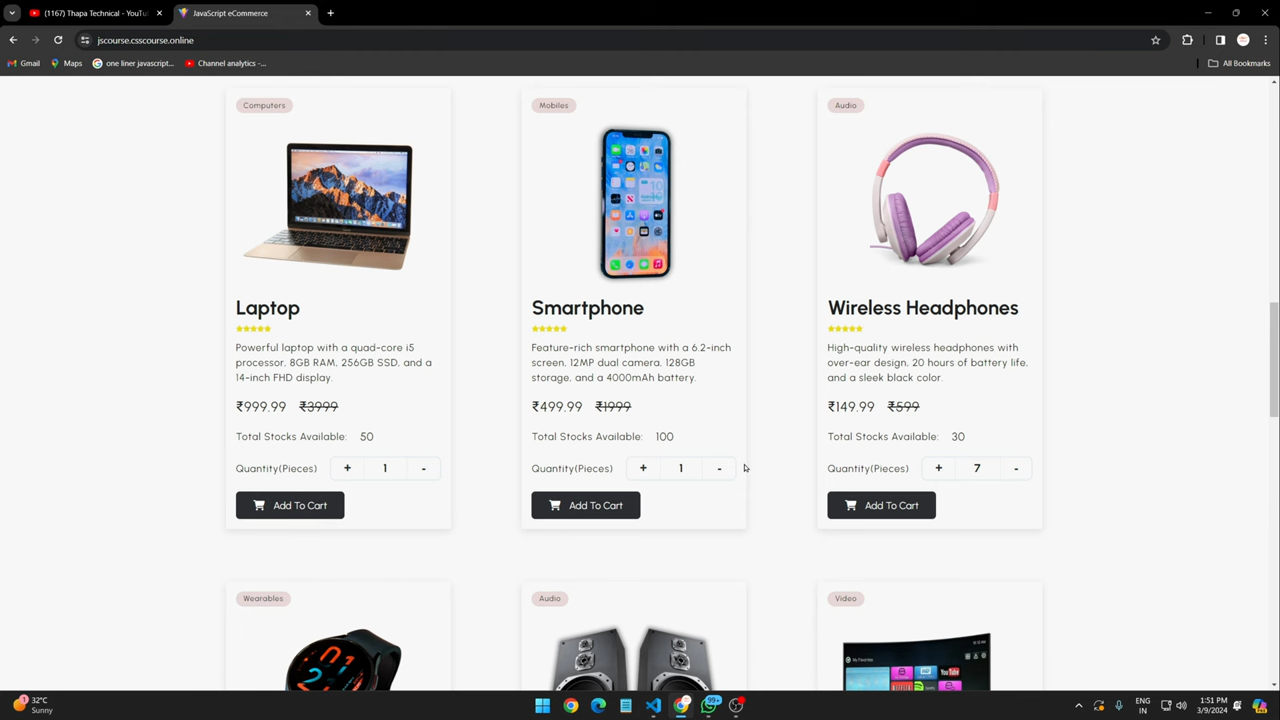 (1167) Thapa Technical - YouTu
JavaScript eCommerce
jscourse.csscourse.online
Gmail
Maps
one liner javascript...
Channel analytics -...
All Bookmarks
Computers
Laptop
Powerful laptop with a quad-core i5
processor, 8GB RAM, 256GB SSD, and a
14-inch FHD display.
₹999.99 ₹3999
Total Stocks Available: 50
Quantity(Pieces) + 1 -
Add To Cart
Mobiles
Smartphone
Feature-rich smartphone with a 6.2-inch
screen, 12MP dual camera, 128GB
storage, and a 4000mAh battery.
₹499.99 ₹1999
Total Stocks Available: 100
Quantity(Pieces) + 1 -
Add To Cart
Audio
Wireless Headphones
High-quality wireless headphones with
over-ear design, 20 hours of battery life,
and a sleek black color.
₹149.99 ₹599
Total Stocks Available: 30
Quantity(Pieces) + 7 -
Add To Cart
Wearables
Audio
Video
My Favorites
YouTube
32°C
Sunny
99+
ENG
IN
1:51 PM
3/9/2024